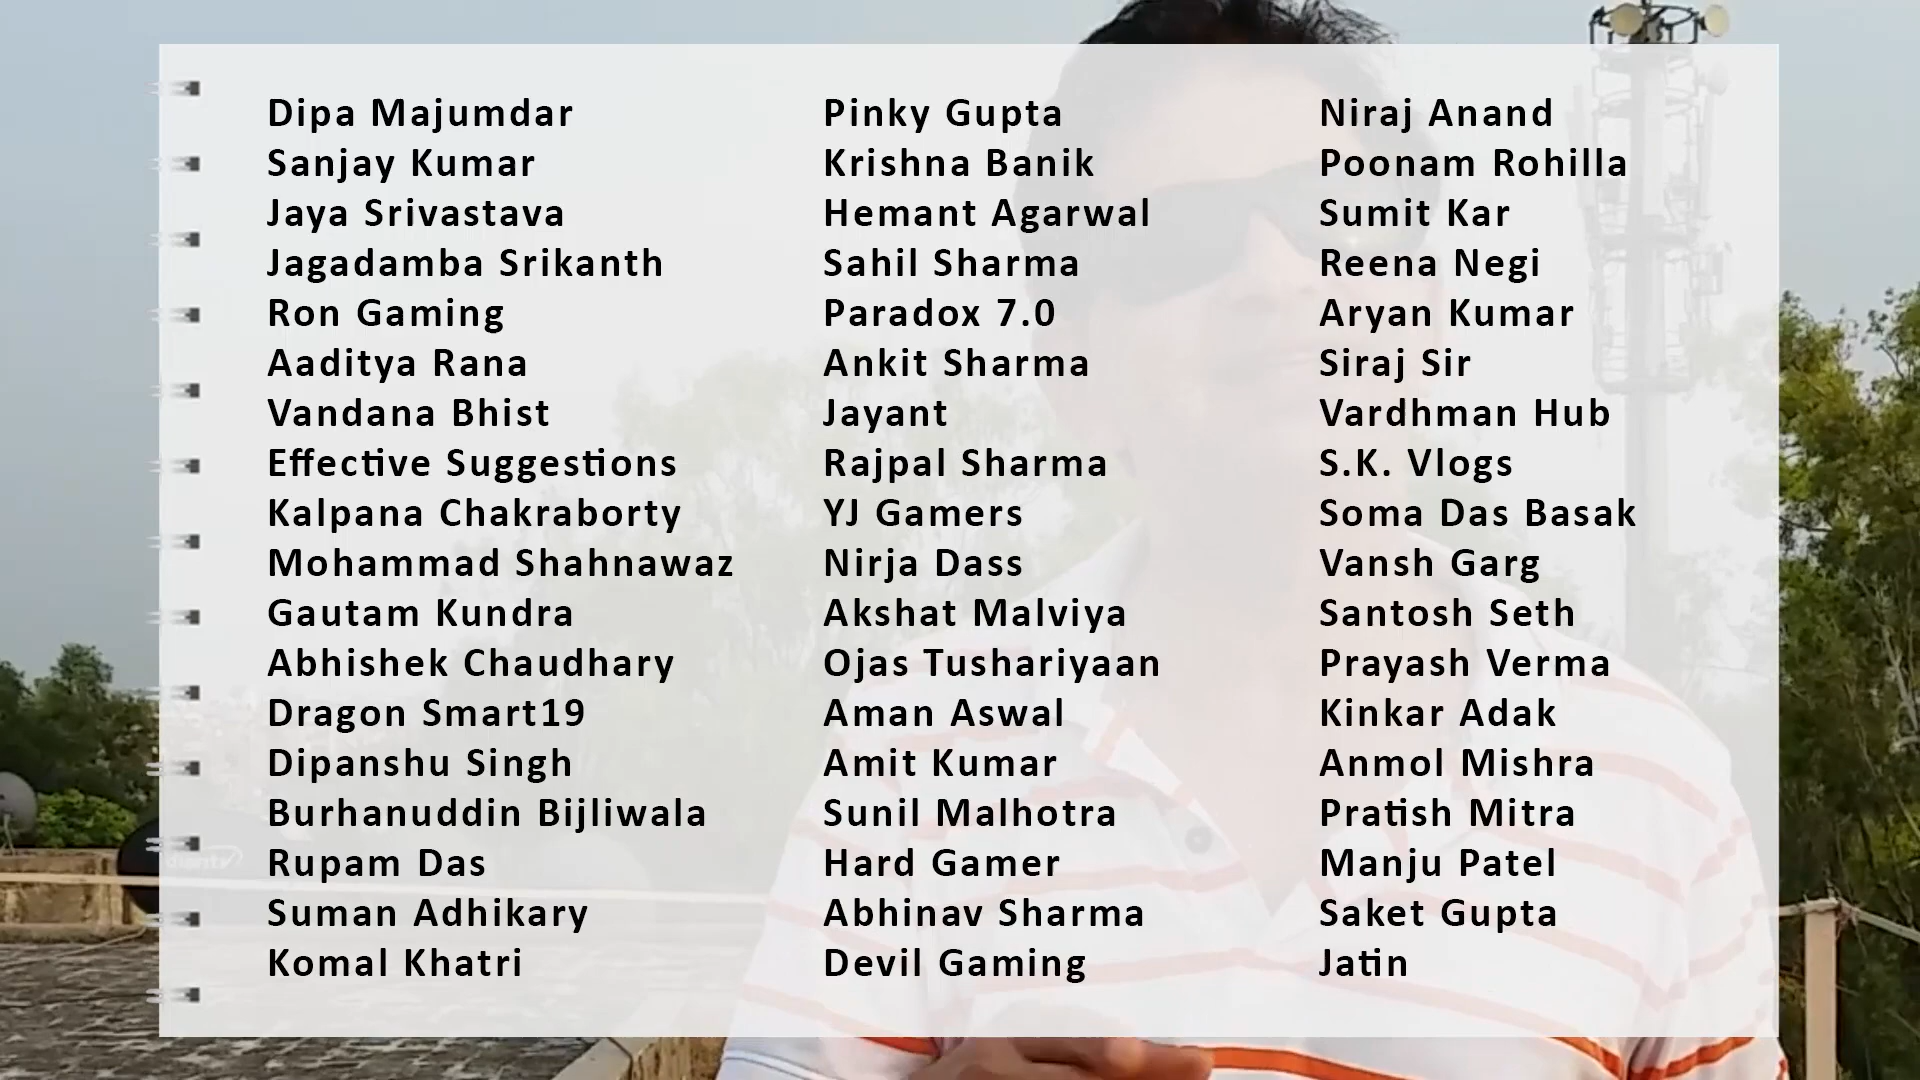 Dipa Majumdar
Sanjay Kumar
Jaya Srivastava
Jagadamba Srikanth
Ron Gaming
Aaditya Rana
Vandana Bhist
Effective Suggestions
Kalpana Chakraborty
Mohammad Shahnawaz
Gautam Kundra
Abhishek Chaudhary
Dragon Smart19
Dipanshu Singh
Burhanuddin Bijliwala
Rupam Das
Suman Adhikary
Komal Khatri
Pinky Gupta
Krishna Banik
Hemant Agarwal
Sahil Sharma
Paradox 7.0
Ankit Sharma
Jayant
Rajpal Sharma
YJ Gamers
Nirja Dass
Akshat Malviya
Ojas Tushariyaan
Aman Aswal
Amit Kumar
Sunil Malhotra
Hard Gamer
Abhinav Sharma
Devil Gaming
Niraj Anand
Poonam Rohilla
Sumit Kar
Reena Negi
Aryan Kumar
Siraj Sir
Vardhman Hub
S.K. Vlogs
Soma Das Basak
Vansh Garg
Santosh Seth
Prayash Verma
Kinkar Adak
Anmol Mishra
Pratish Mitra
Manju Patel
Saket Gupta
Jatin